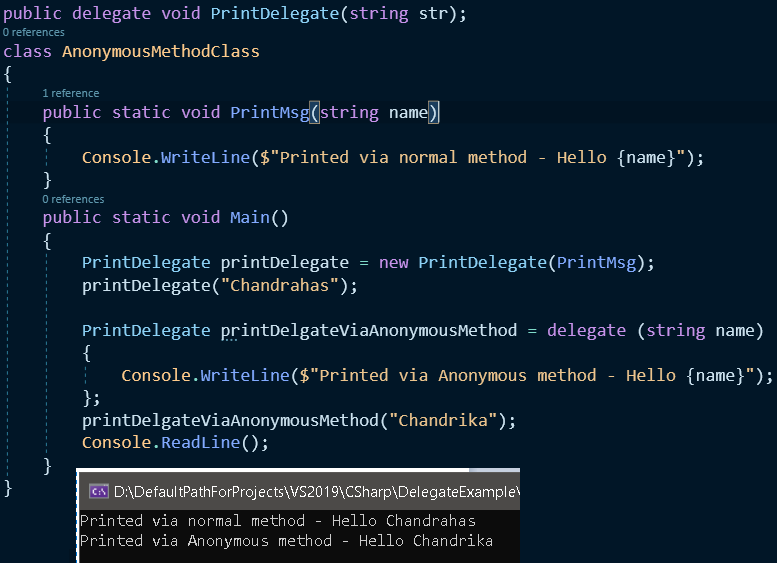 public delegate void PrintDelegate(string str);
0 references
class AnonymousMethodClass
{
1 reference
public static void PrintMsg(string name)
{
Console.WriteLine($"Printed via normal method - Hello {name}");
}
0 references
public static void Main()
{
PrintDelegate printDelegate = new PrintDelegate(PrintMsg);
printDelegate("Chandrahas");
PrintDelegate printDelgateViaAnonymousMethod = delegate (string name)
{
Console.WriteLine($"Printed via Anonymous method - Hello {name}");
};
printDelgateViaAnonymousMethod("Chandrika");
Console.ReadLine();
}
}
D:\DefaultPathForProjects\VS2019\CSharp\DelegateExample\
Printed via normal method - Hello Chandrahas
Printed via Anonymous method - Hello Chandrika